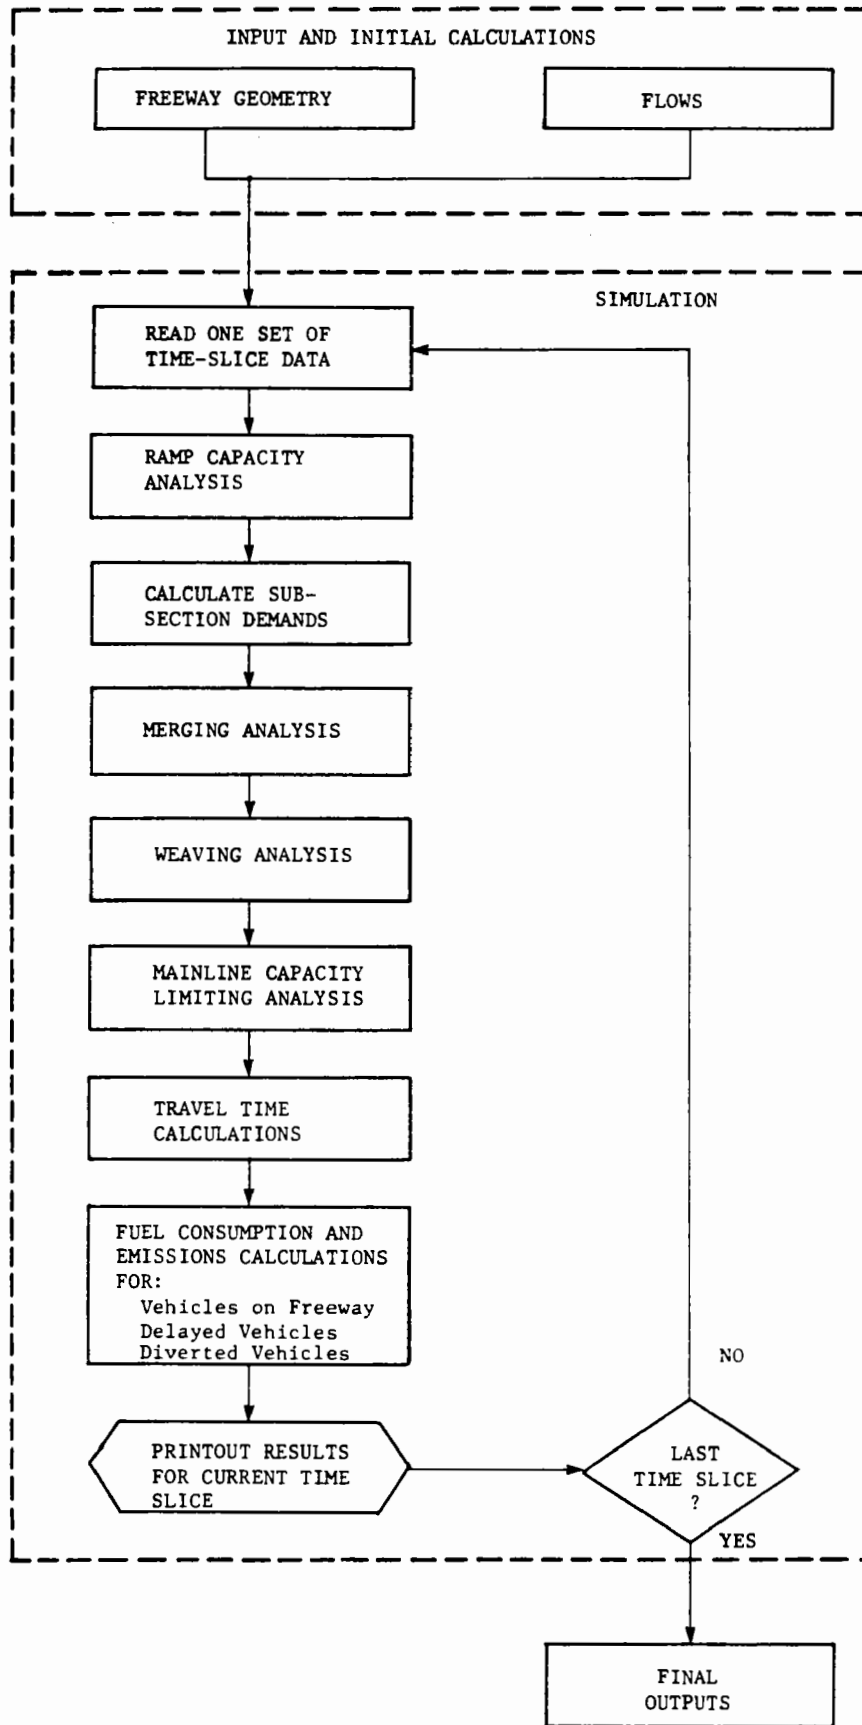 INPUT AND INITIAL CALCULATIONS
FREEWAY GEOMETRY
FLOWS
SIMULATION
READ ONE SET OF
TIME-SLICE DATA
RAMP CAPACITY
ANALYSIS
CALCULATE SUB-
SECTION DEMANDS
MERGING ANALYSIS
WEAVING ANALYSIS
MAINLINE CAPACITY
LIMITING ANALYSIS
TRAVEL TIME
CALCULATIONS
FUEL CONSUMPTION AND
EMISSIONS CALCULATIONS
FOR:
Vehicles on Freeway
Delayed Vehicles
Diverted Vehicles
PRINTOUT RESULTS
FOR CURRENT TIME
SLICE
NO
LAST
TIME SLICE
?
YES
FINAL
OUTPUTS